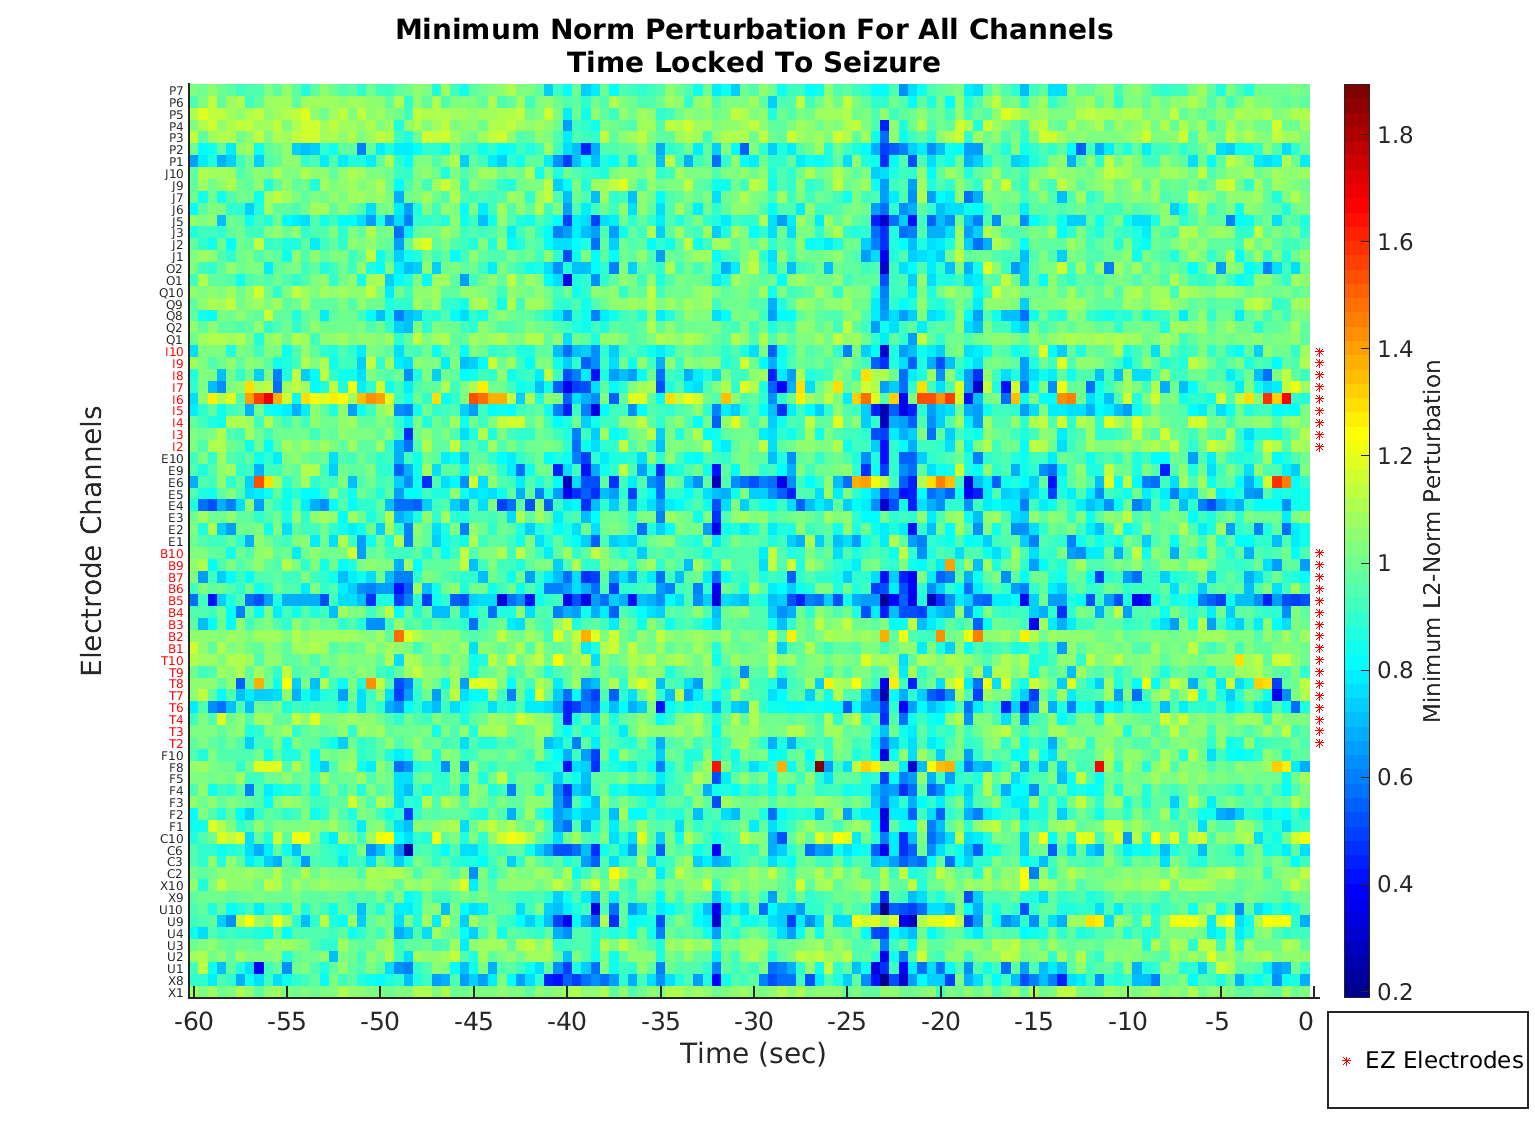 Minimum Norm Perturbation For All Channels
Time Locked To Seizure
Electrode Channels
P7
P6
P5
P4
P3
P2
P1
J10
J9
J7
J6
J5
J3
J2
J1
O2
O1
Q10
Q9
Q8
Q2
Q1
I10
I9
I8
I7
I6
I5
I4
I3
I2
E10
E9
E6
E5
E4
E3
E2
E1
B10
B9
B7
B6
B5
B4
B3
B2
B1
T10
T9
T8
T7
T6
T4
T3
T2
F10
F8
F5
F4
F3
F2
F1
C10
C6
C3
C2
X10
X9
U10
U9
U4
U3
U2
U1
X8
X1
-60 -55 -50 -45 -40 -35 -30 -25 -20 -15 -10 -5 0
Time (sec)
1.8
1.6
1.4
1.2
1
0.8
0.6
0.4
0.2
Minimum L2-Norm Perturbation
EZ Electrodes